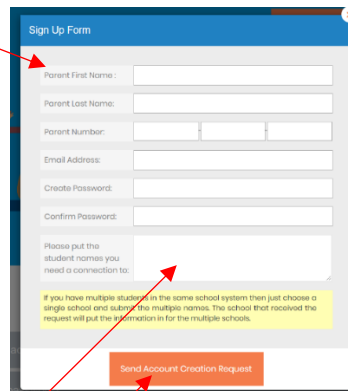 Sign Up Form
Parent First Name :
Parent Last Name:
Parent Number:
Email Address:
Create Password:
Confirm Password:
Please put the
student names you
need a connection to:
If you have multiple students in the same school system then just choose a
single school and submit the multiple names. The school that received the
request will put the information in for the multiple schools.
Send Account Creation Request